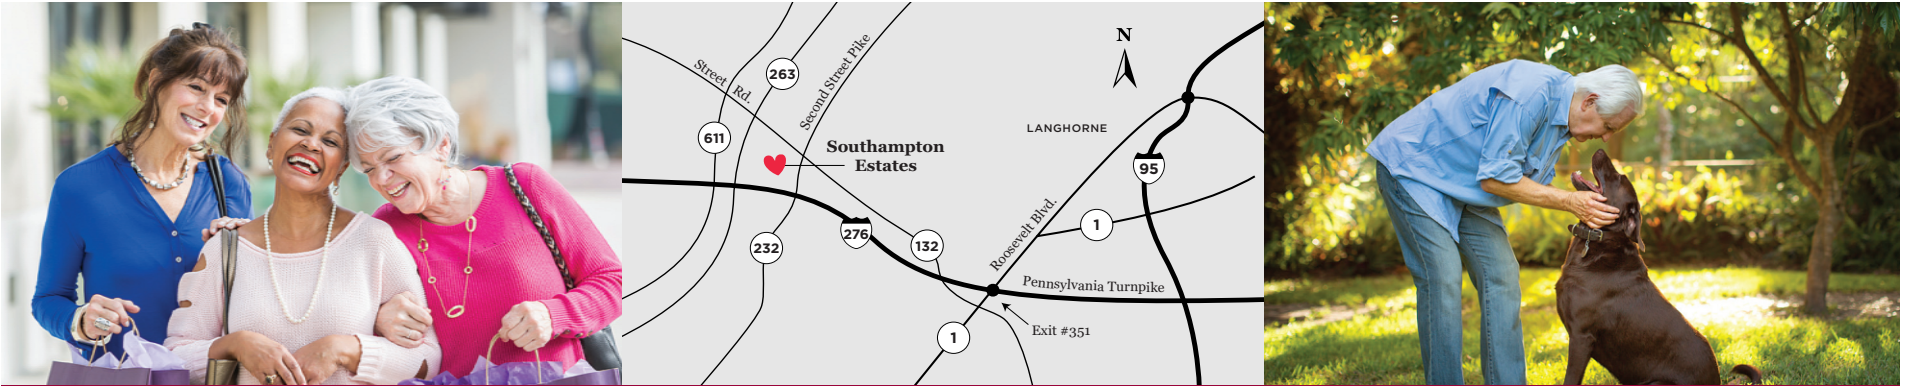 N
263
Street Rd.
Second Street Pike
LANGHORNE
611
Southampton
Estates
95
Roosevelt Blvd.
1
276
232
132
Pennsylvania Turnpike
Exit #351
1